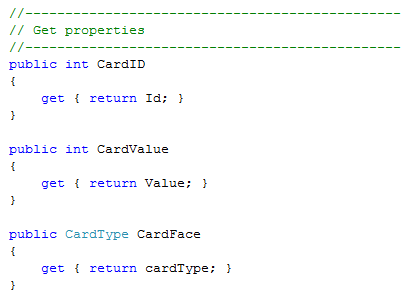 //-----------------------------------------------
// Get properties
//-----------------------------------------------
public int CardID
{
    get { return Id; }
}

public int CardValue
{
    get { return Value; }
}

public CardType CardFace
{
    get { return cardType; }
}